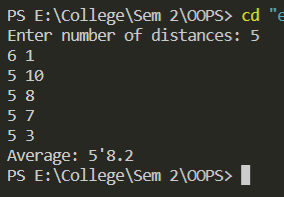 PS E:\College\Sem 2\OOPS> cd "e
Enter number of distances: 5
6 1
5 10
5 8
5 7
5 3
Average: 5'8.2
PS E:\College\Sem 2\OOPS>